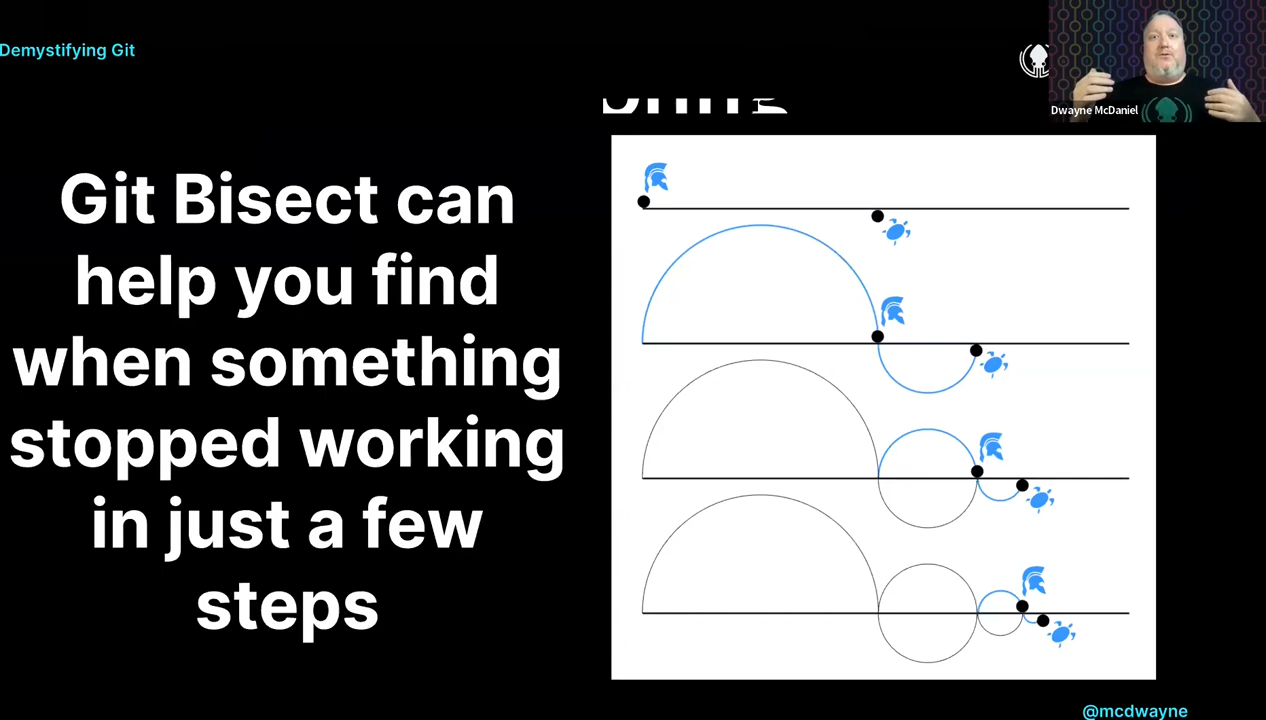 Demystifying Git
Dwayne McDaniel
Git Bisect can
help you find
when something
stopped working
in just a few
steps
@mcdwayne